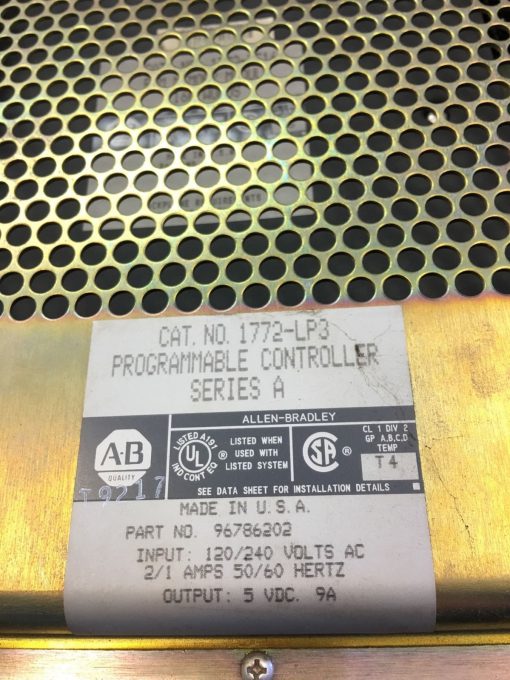 CAT. NO. 1772-LP3
PROGRAMMABLE CONTROLLER
SERIES A
ALLEN-BRADLEY
A-B
QUALITY
LISTED A191
UL
IND CONT EQ
®
LISTED WHEN
USED WITH
LISTED SYSTEM
SA
®
CL 1 DIV 2
GP A,B,C,D
TEMP
T4
T9217
SEE DATA SHEET FOR INSTALLATION DETAILS
MADE IN U.S.A.
PART NO. 96786202
INPUT: 120/240 VOLTS AC
2/1 AMPS 50/60 HERTZ
OUTPUT: 5 VDC. 9A